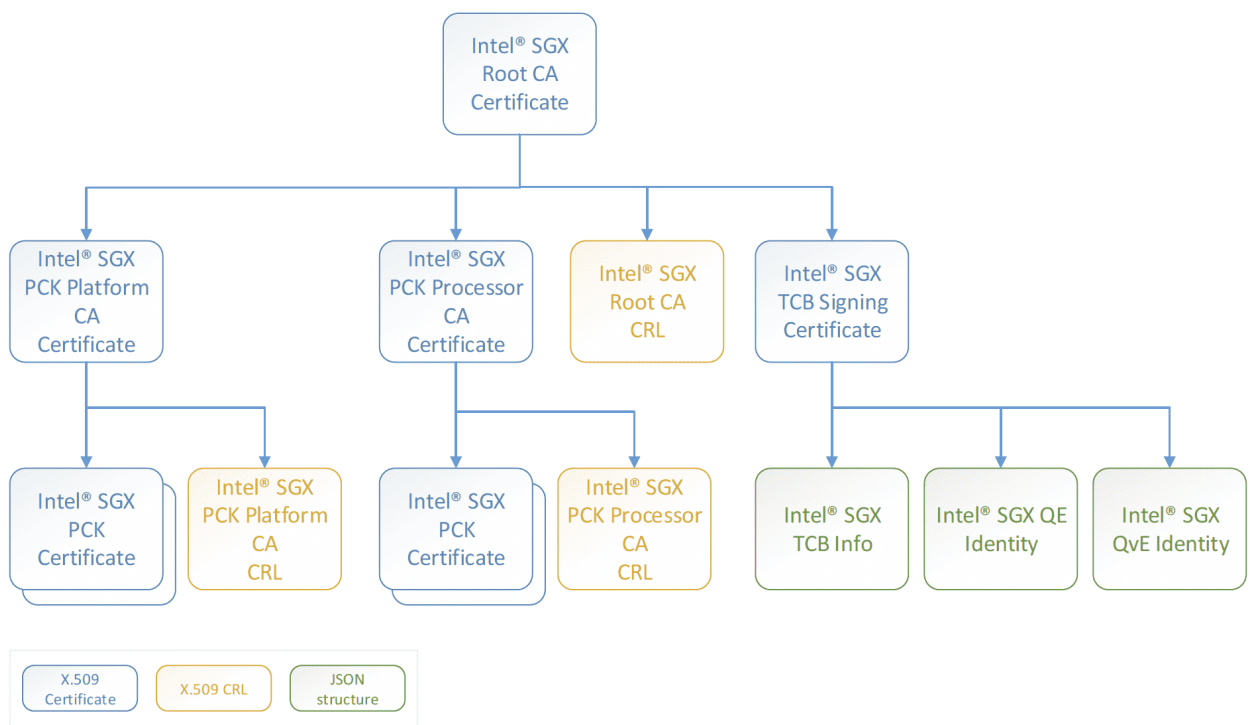 Intel® SGX
Root CA
Certificate
Intel® SGX
PCK Platform
CA
Certificate
Intel® SGX
PCK Processor
CA
Certificate
Intel® SGX
Root CA
CRL
Intel® SGX
TCB Signing
Certificate
Intel® SGX
PCK
Certificate
Intel® SGX
PCK Platform
CA
CRL
Intel® SGX
PCK
Certificate
Intel® SGX
PCK Processor
CA
CRL
Intel® SGX
TCB Info
Intel® SGX QE
Identity
Intel® SGX
QvE Identity
X.509
Certificate
X.509 CRL
JSON
structure